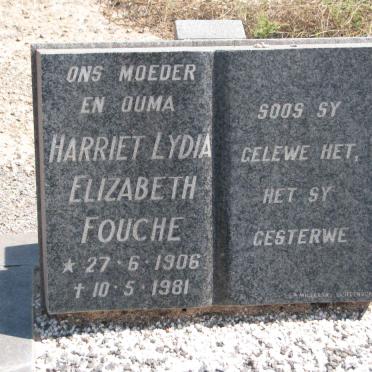 ONS MOEDER
EN OUMA
HARRIET LYDIA
ELIZABETH
FOUCHE
* 27·6·1906
† 10·5·1981
SOOS SY
GELEWE HET,
HET SY
GESTERWE